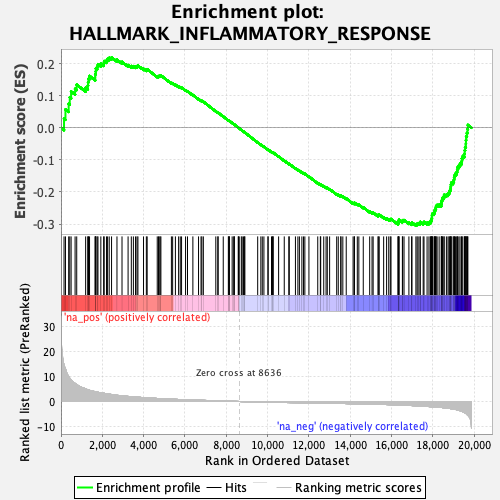 Enrichment plot:
HALLMARK_INFLAMMATORY_RESPONSE
Enrichment score (ES)
0.2
0.1
0.0
-0.1
-0.2
-0.3
'na_pos' (positively correlated)
Ranked list metric (PreRanked)
30
20
10
0
-10
Zero cross at 8636
'na_neg' (negatively correlated)
0
2,000
4,000
6,000
8,000
10,000
12,000
14,000
16,000
18,000
20,000
Rank in Ordered Dataset
Enrichment profile
Hits
Ranking metric scores